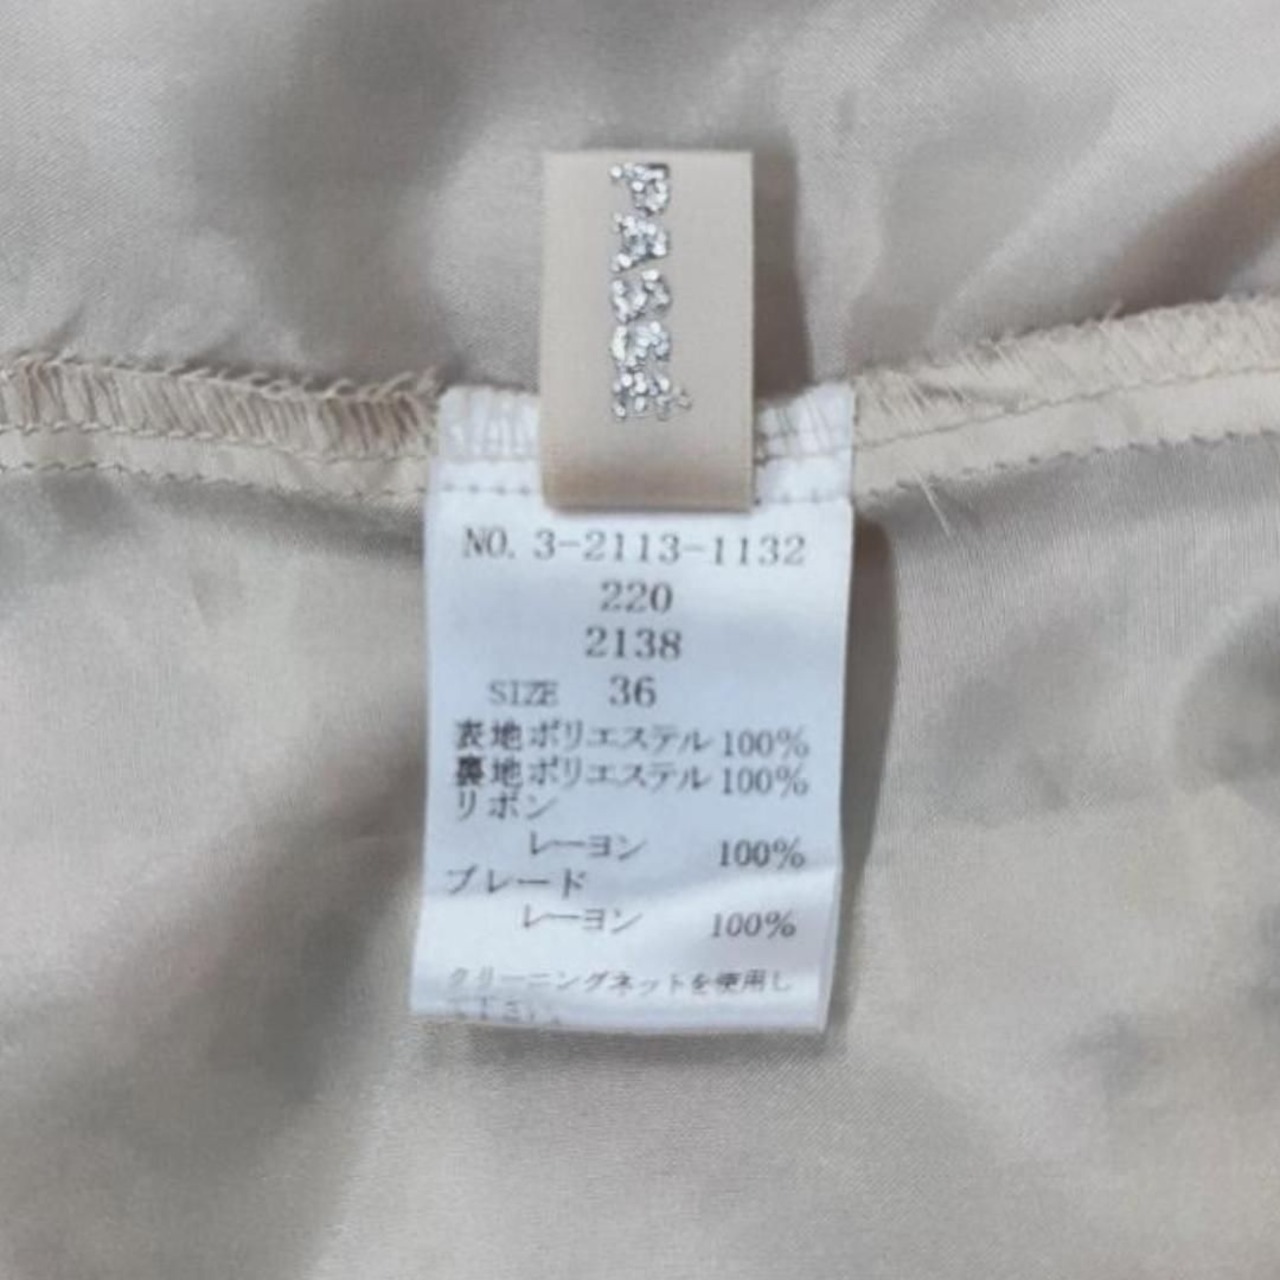 PASCÉ
NO. 3-2113-1132
220
2138
SIZE 36
表地ポリエステル 100%
裏地ポリエステル 100%
リボン
レーヨン 100%
ブレード
レーヨン 100%
クリーニングネットを使用し